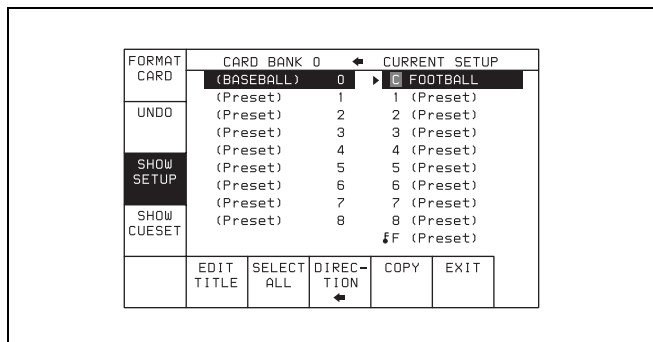 FORMAT CARD
UNDO
SHOW SETUP
SHOW CUESET
CARD BANK 0 ← CURRENT SETUP
(BASEBALL) 0 ▶ C FOOTBALL
(Preset) 1 1 (Preset)
(Preset) 2 2 (Preset)
(Preset) 3 3 (Preset)
(Preset) 4 4 (Preset)
(Preset) 5 5 (Preset)
(Preset) 6 6 (Preset)
(Preset) 7 7 (Preset)
(Preset) 8 8 (Preset)
F (Preset)
EDIT TITLE
SELECT ALL
DIREC-
TION
←
COPY
EXIT